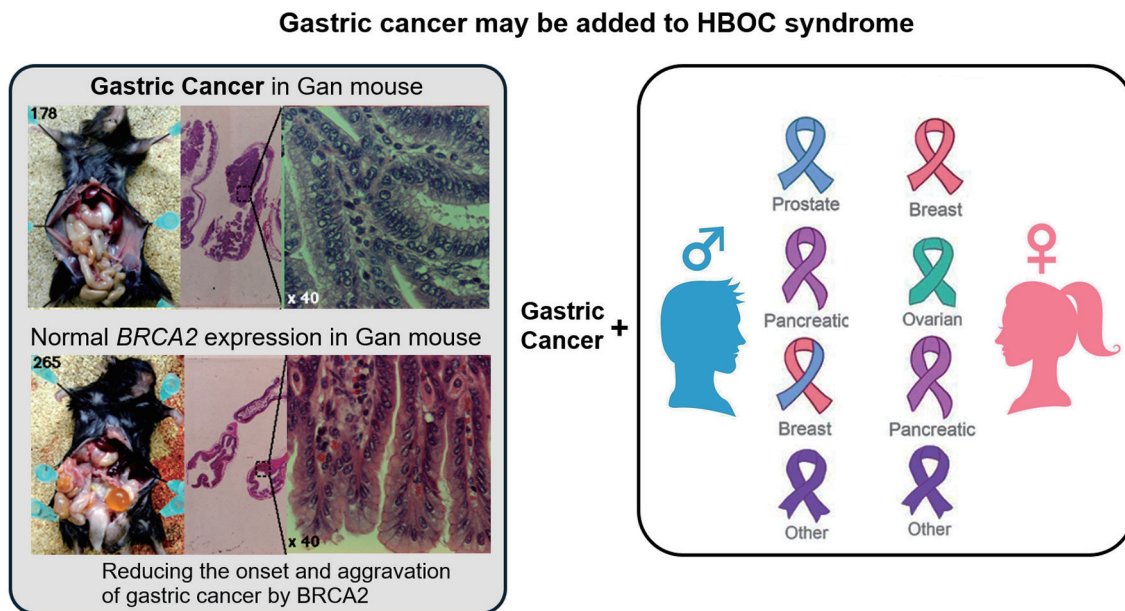 Gastric cancer may be added to HBOC syndrome
Gastric Cancer in Gan mouse
178
x 40
Normal BRCA2 expression in Gan mouse
265
x 40
Reducing the onset and aggravation
of gastric cancer by BRCA2
Gastric
Cancer +
♂
♀
Prostate
Breast
Pancreatic
Ovarian
Breast
Pancreatic
Other
Other